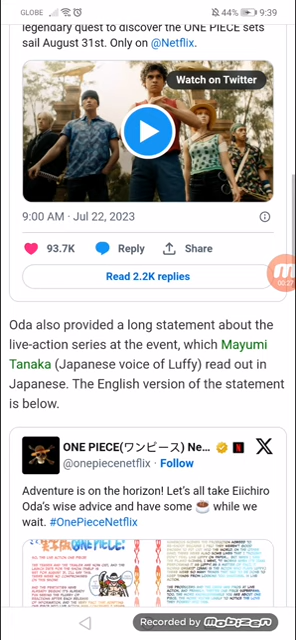 GLOBE
44%
9:39
legendary quest to discover the ONE PIECE sets
sail August 31st. Only on @Netflix.
Watch on Twitter
9:00 AM · Jul 22, 2023
93.7K
Reply
Share
Read 2.2K replies
00:27
Oda also provided a long statement about the
live-action series at the event, which Mayumi
Tanaka (Japanese voice of Luffy) read out in
Japanese. The English version of the statement
is below.
ONE PIECE(ワンピース) Ne...
@onepiecenetflix · Follow
Adventure is on the horizon! Let's all take Eiichiro
Oda's wise advice and have some while we
wait. #OnePieceNetflix
ONE PIECE
Recorded by mobizen